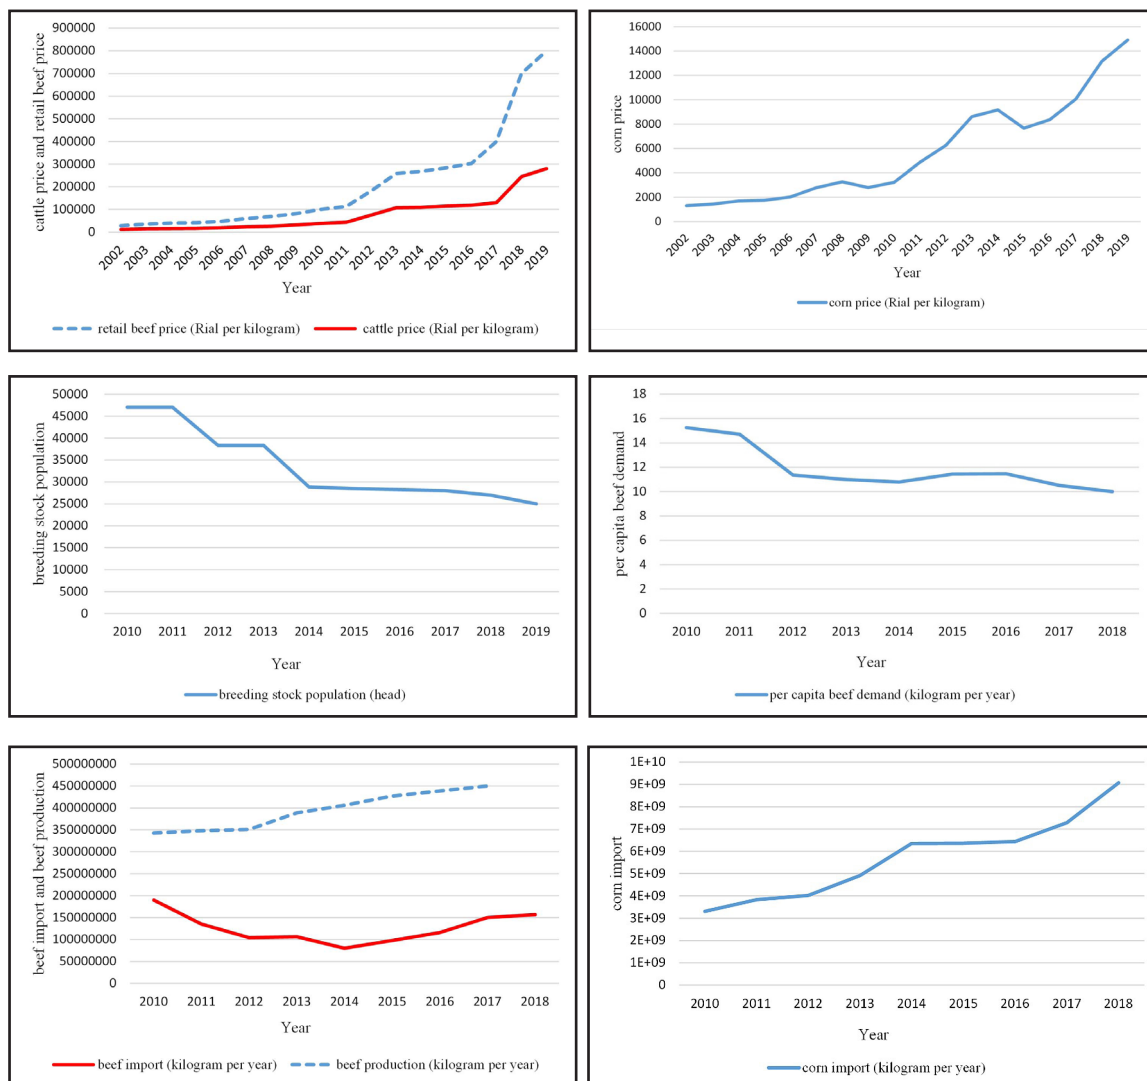 cattle price and retail beef price
900000
800000
700000
600000
500000
400000
300000
200000
100000
0
2002 2003 2004 2005 2006 2007 2008 2009 2010 2011 2012 2013 2014 2015 2016 2017 2018 2019
Year
retail beef price (Rial per kilogram) cattle price (Rial per kilogram)
corn price
16000
14000
12000
10000
8000
6000
4000
2000
0
2002 2003 2004 2005 2006 2007 2008 2009 2010 2011 2012 2013 2014 2015 2016 2017 2018 2019
Year
corn price (Rial per kilogram)
breeding stock population
50000
45000
40000
35000
30000
25000
20000
15000
10000
5000
0
2010 2011 2012 2013 2014 2015 2016 2017 2018 2019
Year
breeding stock population (head)
per capita beef demand
18
16
14
12
10
8
6
4
2
0
2010 2011 2012 2013 2014 2015 2016 2017 2018
Year
per capita beef demand (kilogram per year)
beef import and beef production
500000000
450000000
400000000
350000000
300000000
250000000
200000000
150000000
100000000
50000000
0
2010 2011 2012 2013 2014 2015 2016 2017 2018
Year
beef import (kilogram per year) beef production (kilogram per year)
corn import
1E+10
9E+09
8E+09
7E+09
6E+09
5E+09
4E+09
3E+09
2E+09
1E+09
0
2010 2011 2012 2013 2014 2015 2016 2017 2018
Year
corn import (kilogram per year)